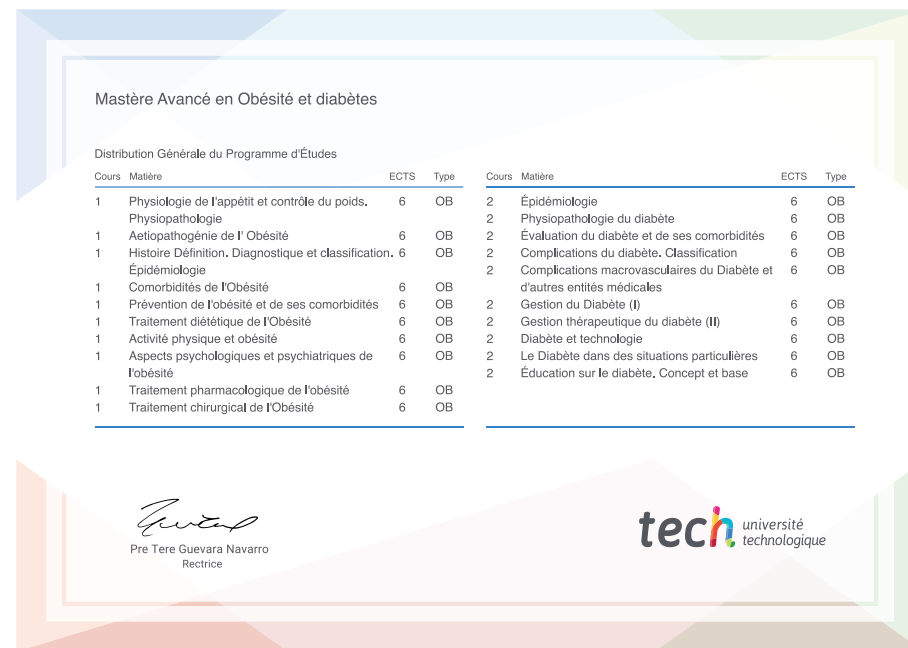 Mastère Avancé en Obésité et diabètes
Distribution Générale du Programme d'Études
Cours Matière ECTS Type
1 Physiologie de l'appétit et contrôle du poids. 6 OB
Physiopathologie
1 Aetiopathogénie de l' Obésité 6 OB
1 Histoire Définition. Diagnostique et classification. 6 OB
Épidémiologie
1 Comorbidités de l'Obésité 6 OB
1 Prévention de l'obésité et de ses comorbidités 6 OB
1 Traitement diététique de l'Obésité 6 OB
1 Activité physique et obésité 6 OB
1 Aspects psychologiques et psychiatriques de 6 OB
l'obésité
1 Traitement pharmacologique de l'obésité 6 OB
1 Traitement chirurgical de l'Obésité 6 OB
Cours Matière ECTS Type
2 Épidémiologie 6 OB
2 Physiopathologie du diabète 6 OB
2 Évaluation du diabète et de ses comorbidités 6 OB
2 Complications du diabète. Classification 6 OB
2 Complications macrovasculaires du Diabète et 6 OB
d'autres entités médicales
2 Gestion du Diabète (I) 6 OB
2 Gestion thérapeutique du diabète (II) 6 OB
2 Diabète et technologie 6 OB
2 Le Diabète dans des situations particulières 6 OB
2 Éducation sur le diabète. Concept et base 6 OB
Pre Tere Guevara Navarro
Rectrice
tech université
technologique